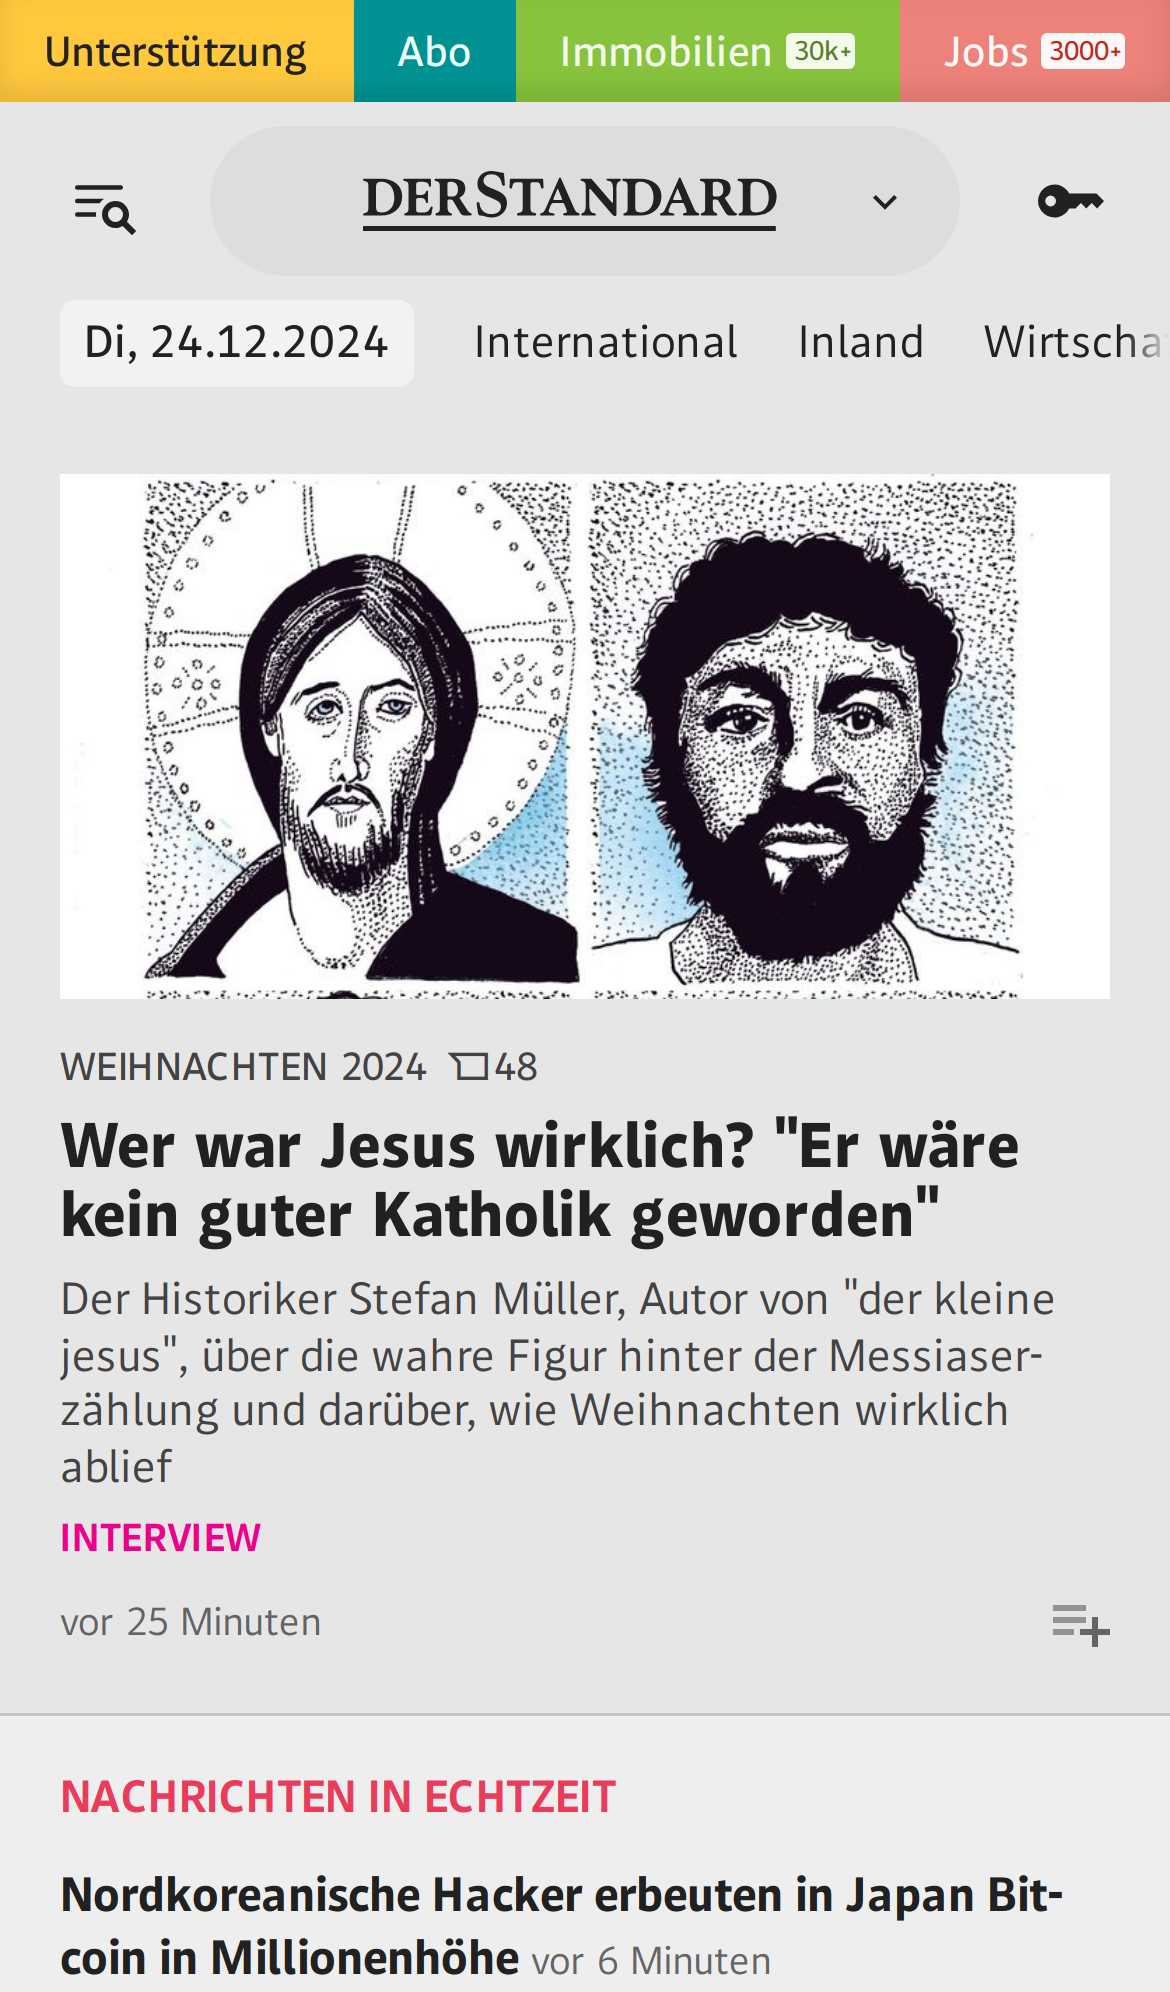 Unterstützung
Abo
Immobilien 30k+
Jobs 3000+
DERSTANDARD
Di, 24.12.2024
International
Inland
Wirtscha
WEIHNACHTEN 2024 48
Wer war Jesus wirklich? "Er wäre
kein guter Katholik geworden"
Der Historiker Stefan Müller, Autor von "der kleine
jesus", über die wahre Figur hinter der Messiaser-
zählung und darüber, wie Weihnachten wirklich
ablief
INTERVIEW
vor 25 Minuten
NACHRICHTEN IN ECHTZEIT
Nordkoreanische Hacker erbeuten in Japan Bit-
coin in Millionenhöhe vor 6 Minuten